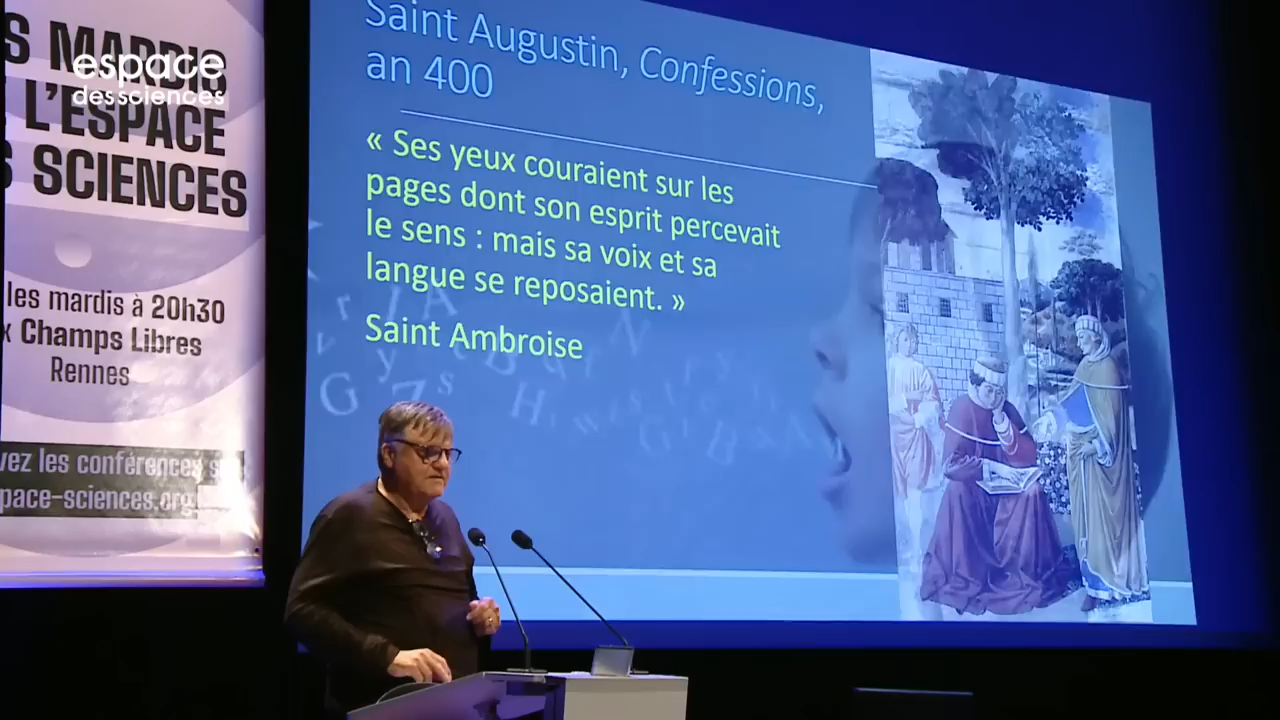 S MARDIS
L'ESPACE
S SCIENCES
espace
des sciences
les mardis à 20h30
x Champs Libres
Rennes
vez les conférences s
pace-sciences.org
Saint Augustin, Confessions,
an 400
« Ses yeux couraient sur les
pages dont son esprit percevait
le sens : mais sa voix et sa
langue se reposaient. »
Saint Ambroise